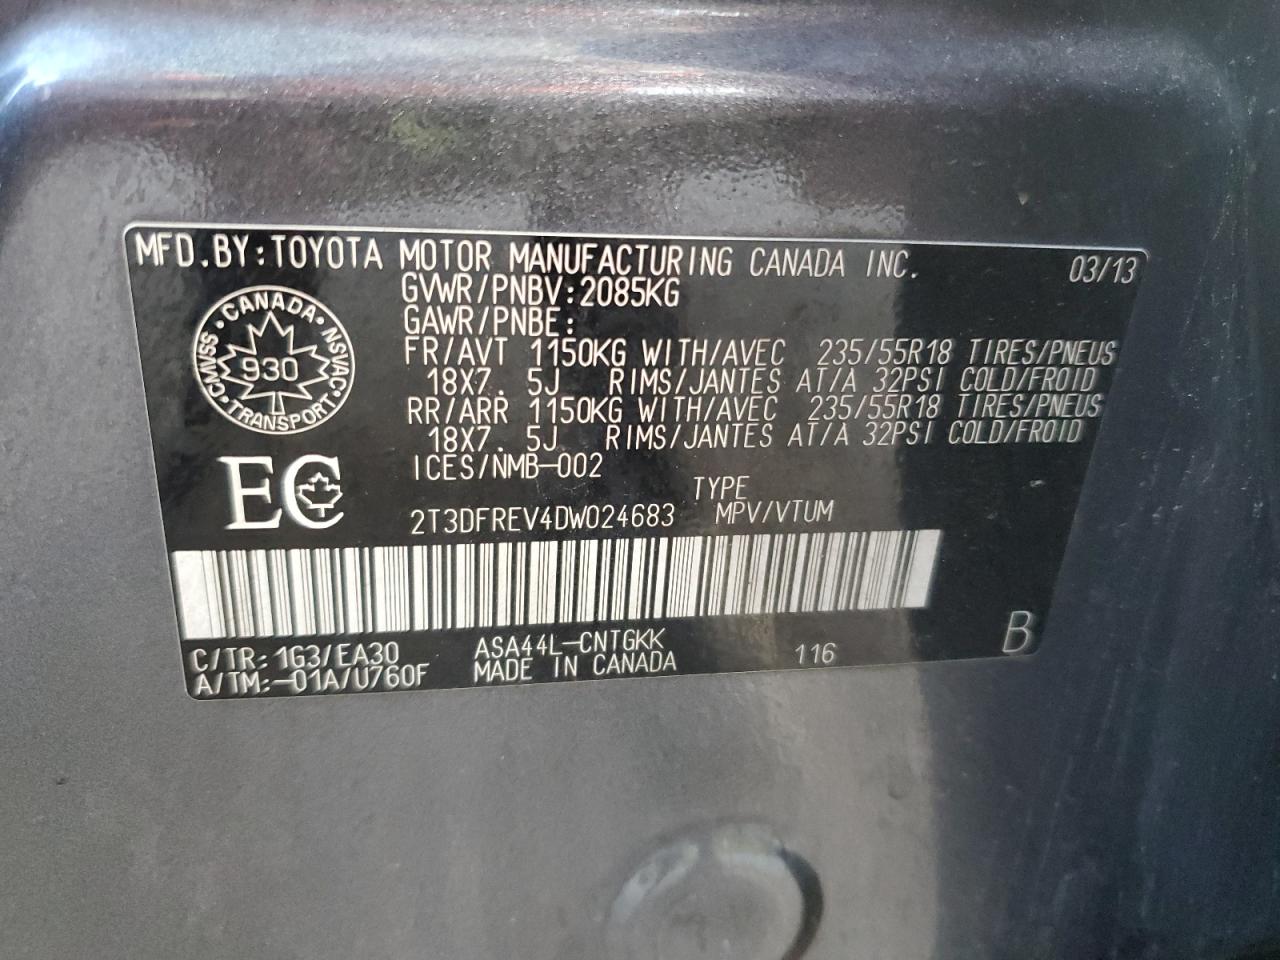 MFD.BY:TOYOTA MOTOR MANUFACTURING CANADA INC. 03/13
GVWR/PNBV:2085KG
GAWR/PNBE:
FR/AVT 1150KG WITH/AVEC 235/55R18 TIRES/PNEUS
18X7. 5J RIMS/JANTES AT/A 32PSI COLD/FROID
RR/ARR 1150KG WITH/AVEC 235/55R18 TIRES/PNEUS
18X7. 5J RIMS/JANTES AT/A 32PSI COLD/FROID
ICES/NMB-002
CANADA
CMVSS
930
NSVAC
TRANSPORT
EC
TYPE
2T3DFREV4DW024683 MPV/VTUM
C/TR: 1G3/EA30 ASA44L-CNTGKK
A/TM:-01A/U760F MADE IN CANADA 116
B